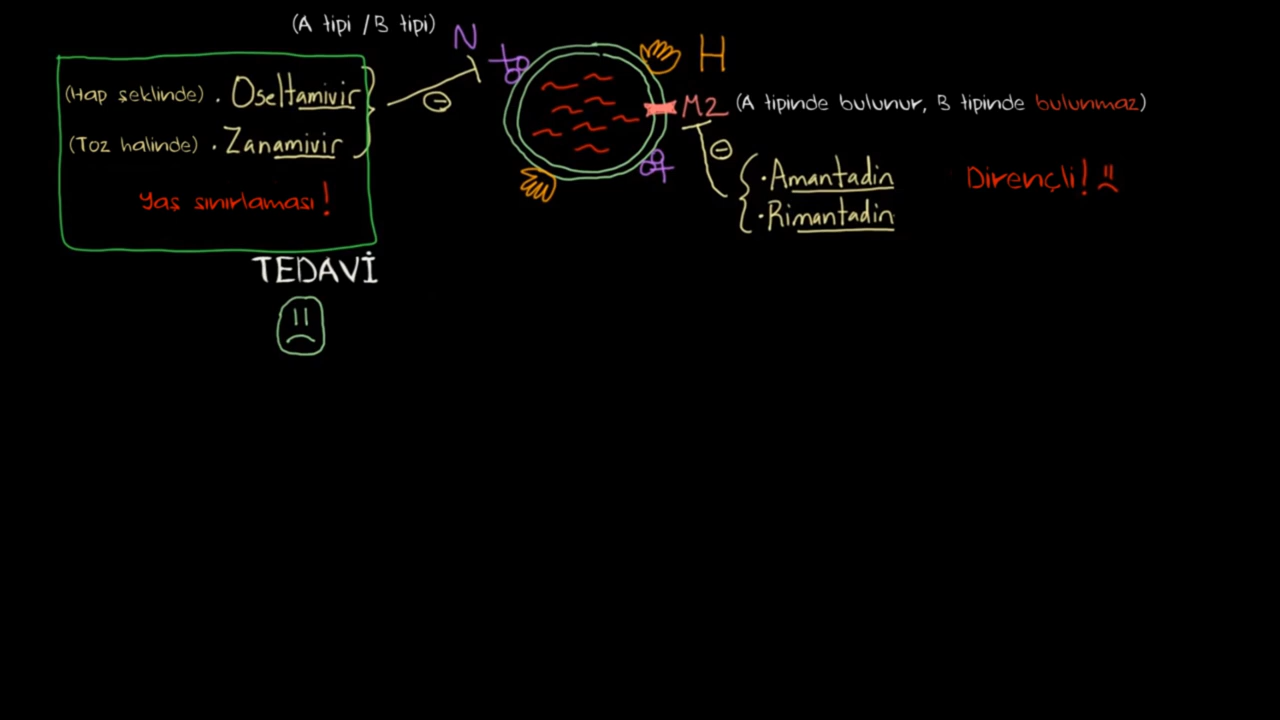 (A tipi / B tipi)
N
H
(Hap şeklinde) . Oseltamivir
(Toz halinde) . Zanamivir
Yaş sınırlaması!
TEDAVİ
M2 (A tipinde bulunur, B tipinde bulunmaz)
. Amantadin
. Rimantadin
Dirençli!